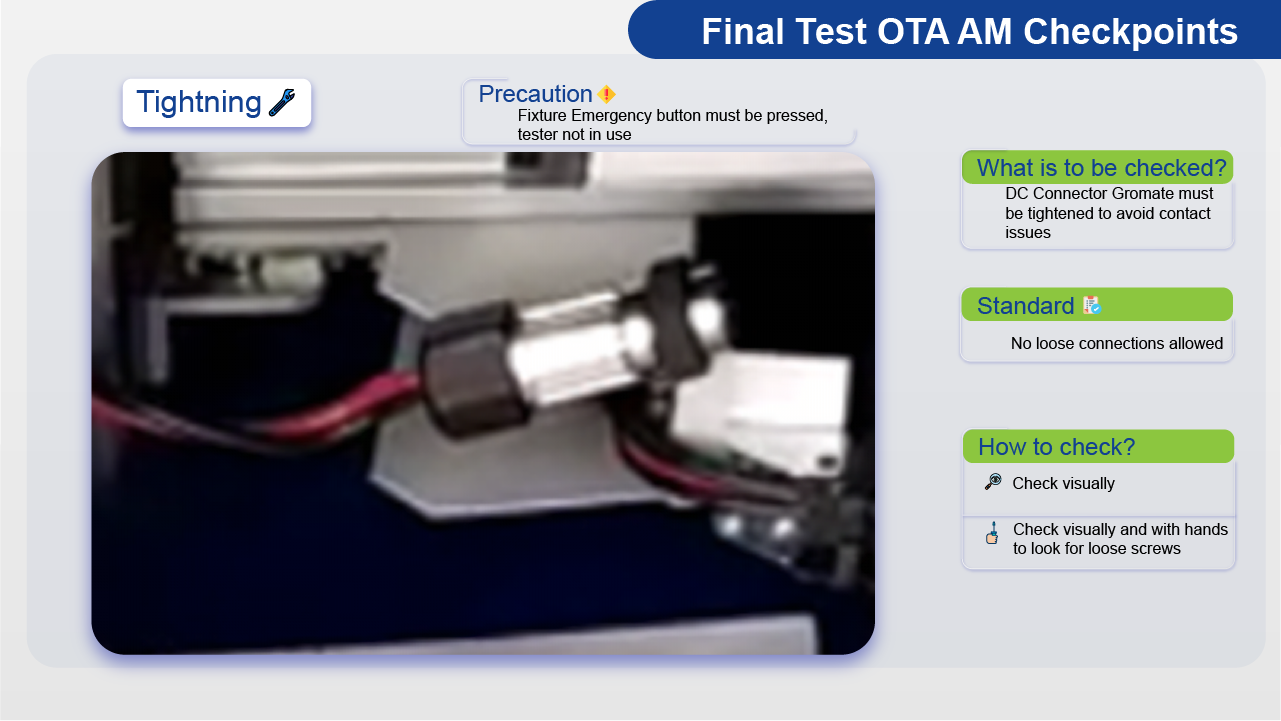 Final Test OTA AM Checkpoints
Tightning
Precaution
Fixture Emergency button must be pressed,
tester not in use
What is to be checked?
DC Connector Gromate must
be tightened to avoid contact
issues
Standard
No loose connections allowed
How to check?
Check visually
Check visually and with hands
to look for loose screws